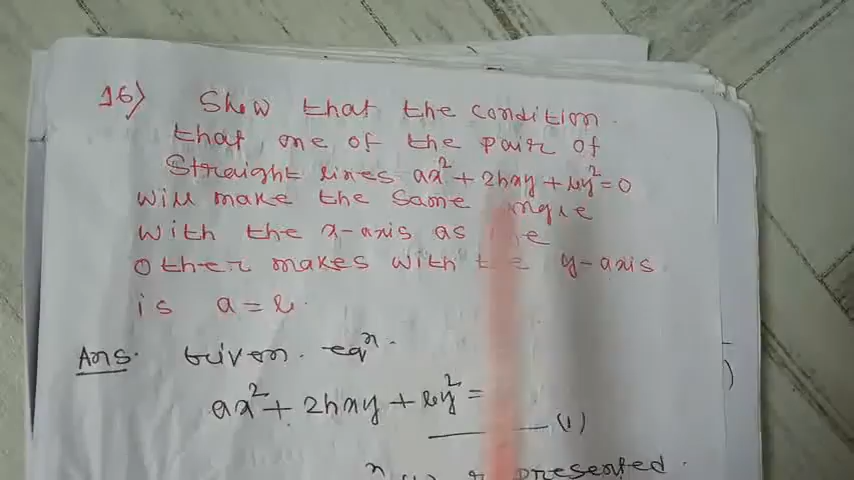 16) Show that the condition
that one of the pair of
Straight lines ax² + 2hxy + by² = 0
will make the same angle
with the x-axis as the
other makes with the y-axis
is a = b.
Ans. Given eqⁿ.
ax² + 2hxy + by² =
(1)
presented.